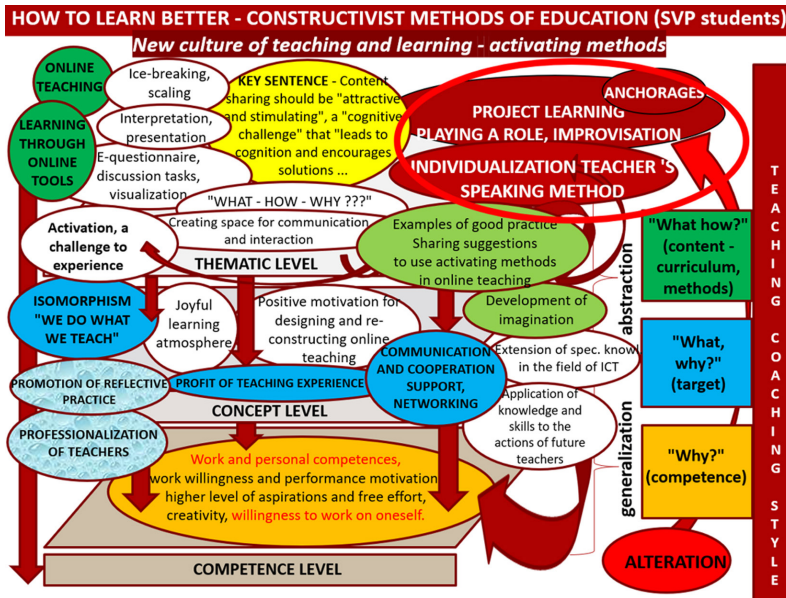 HOW TO LEARN BETTER - CONSTRUCTIVIST METHODS OF EDUCATION (SVP students)
New culture of teaching and learning - activating methods
ONLINE
TEACHING
Ice-breaking,
scaling
KEY SENTENCE - Content
sharing should be "attractive
and stimulating", a "cognitive
challenge" that "leads to
cognition and encourages
solutions ...
ANCHORAGES
PROJECT LEARNING
PLAYING A ROLE, IMPROVISATION
INDIVIDUALIZATION TEACHER 'S
SPEAKING METHOD
LEARNING
THROUGH
ONLINE
TOOLS
Interpretation,
presentation
E-questionnaire,
discussion tasks,
visualization
"WHAT - HOW - WHY ???"
Creating space for communication
and interaction
Activation, a
challenge to
experience
THEMATIC LEVEL
Examples of good practice
Sharing suggestions
to use activating methods
in online teaching
"What how?"
(content -
curriculum,
methods)
abstraction
ISOMORPHISM
"WE DO WHAT
WE TEACH"
Joyful
learning
atmosphere
Positive motivation for
designing and re-
constructing online
teaching
Development of
imagination
COMMUNICATION
AND COOPERATION
SUPPORT,
NETWORKING
Extension of spec. knowl
in the field of ICT
"What,
why?"
(target)
PROMOTION OF REFLECTIVE
PRACTICE
PROFIT OF TEACHING EXPERIENCE
CONCEPT LEVEL
Application of
knowledge and
skills to the
actions of future
teachers
PROFESSIONALIZATION
OF TEACHERS
generalization
"Why?"
(competence)
Work and personal competences,
work willingness and performance motivation
higher level of aspirations and free effort,
creativity, willingness to work on oneself.
COMPETENCE LEVEL
ALTERATION
TEACHING COACHING STYLE